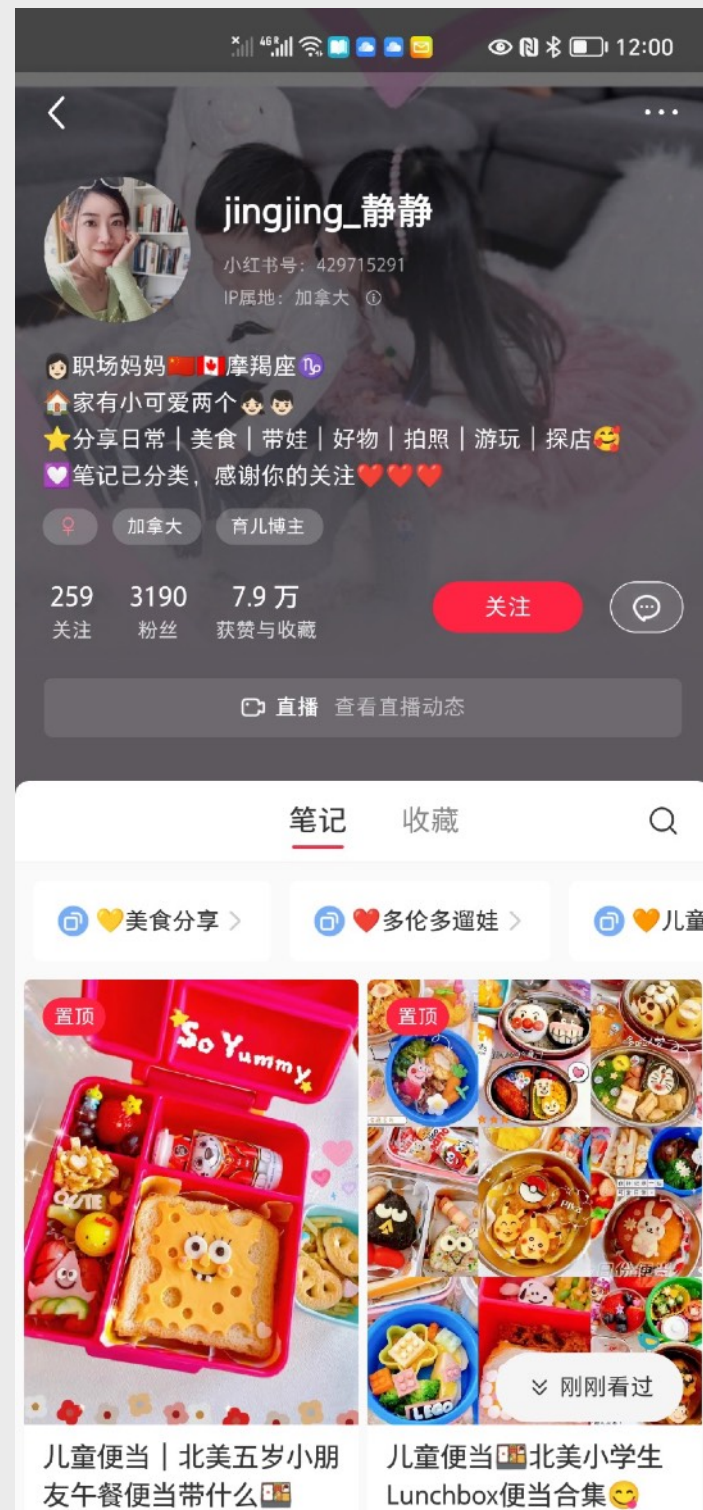 46R 12:00
jingjing_静静
小红书号：429715291
IP属地：加拿大
职场妈妈🇨🇳🇨🇦摩羯座♑
家有小可爱两个
分享日常｜美食｜带娃｜好物｜拍照｜游玩｜探店
笔记已分类，感谢你的关注
加拿大 育儿博主
259 3190 7.9 万
关注 粉丝 获赞与收藏
关注
直播 查看直播动态
笔记 收藏
美食分享
多伦多遛娃
儿童
置顶
So Yummy
CUTE
置顶
LEGO
刚刚看过
儿童便当｜北美五岁小朋
友午餐便当带什么🍱
儿童便当🍱北美小学生
Lunchbox便当合集😋